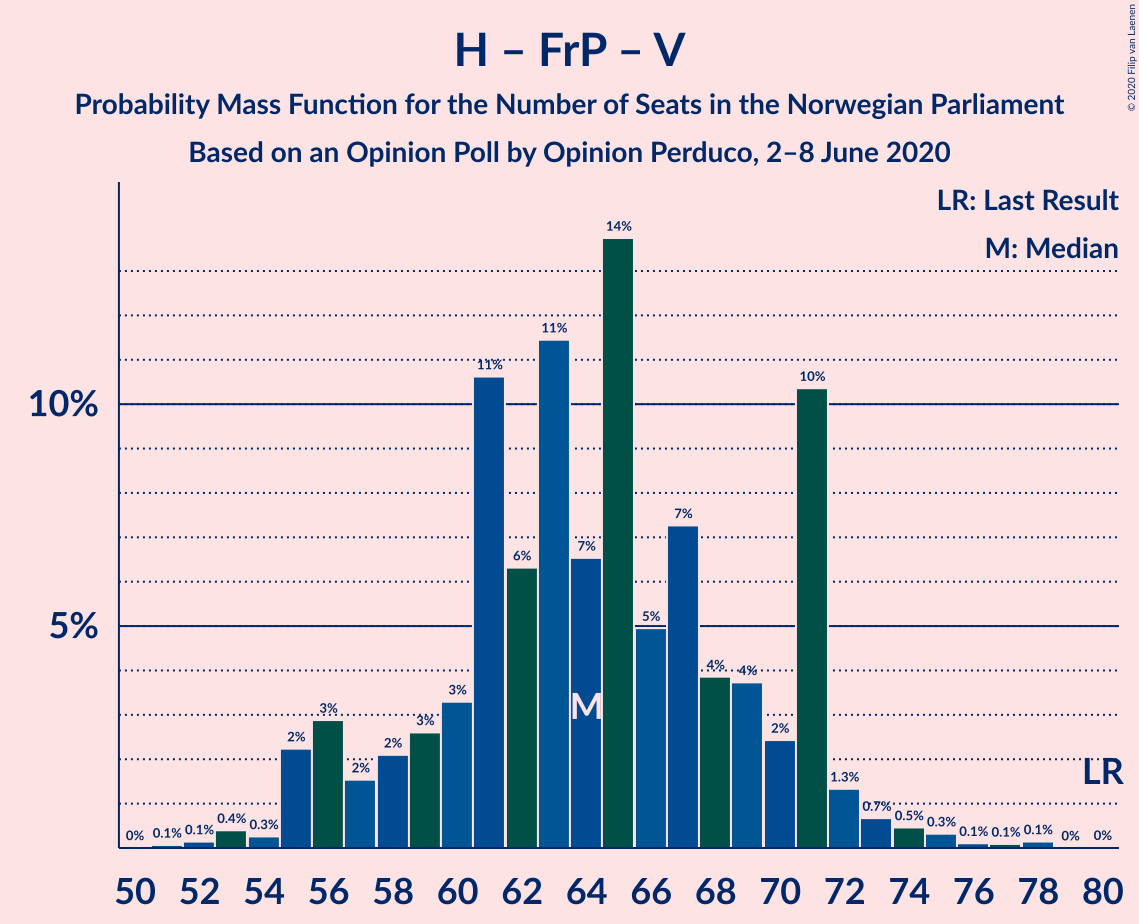 H – FrP – V
Probability Mass Function for the Number of Seats in the Norwegian Parliament
Based on an Opinion Poll by Opinion Perduco, 2–8 June 2020
© 2020 Filip van Laenen
LR: Last Result
M: Median
10%
5%
0% 0.1% 0.1% 0.4% 0.3% 2% 3% 2% 2% 3% 3% 11% 6% 11% 7% 14% 5% 7% 4% 4% 2% 10% 1.3% 0.7% 0.5% 0.3% 0.1% 0.1% 0.1% 0% 0%
M
LR
50 52 54 56 58 60 62 64 66 68 70 72 74 76 78 80